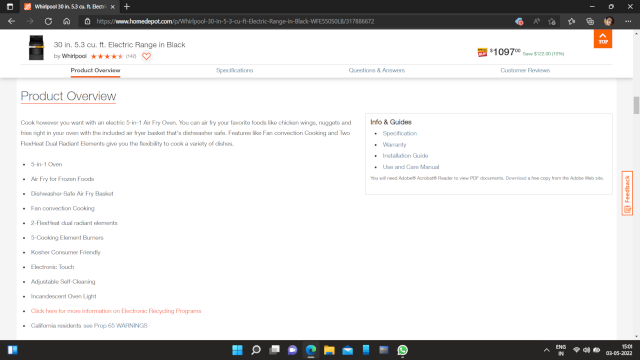 Whirlpool 30 in. 5.3 cu. ft. Electri
https://www.homedepot.com/p/Whirlpool-30-in-5-3-cu-ft-Electric-Range-in-Black-WFE550S0LB/317886672
30 in. 5.3 cu. ft. Electric Range in Black
by Whirlpool (142)
$1097.00 Save $122.00 (10%)
TOP
Product Overview Specifications Questions & Answers Customer Reviews
Product Overview
Cook however you want with an electric 5-in-1 Air Fry Oven. You can air fry your favorite foods like chicken wings, nuggets and
fries right in your oven with the included air fryer basket that's dishwasher safe. Features like Fan convection Cooking and Two
FlexHeat Dual Radiant Elements give you the flexibility to cook a variety of dishes.
5-in-1 Oven
Air Fry for Frozen Foods
Dishwasher-Safe Air Fry Basket
Fan convection Cooking
2-FlexHeat dual radiant elements
5-Cooking Element Burners
Kosher Consumer Friendly
Electronic Touch
Adjustable Self-Cleaning
Incandescent Oven Light
Click here for more information on Electronic Recycling Programs
California residents see Prop 65 WARNINGS
Info & Guides
Specification
Warranty
Installation Guide
Use and Care Manual
You will need Adobe® Acrobat® Reader to view PDF documents. Download a free copy from the Adobe Web site.
Feedback
ENG
IN
15:01
03-05-2022